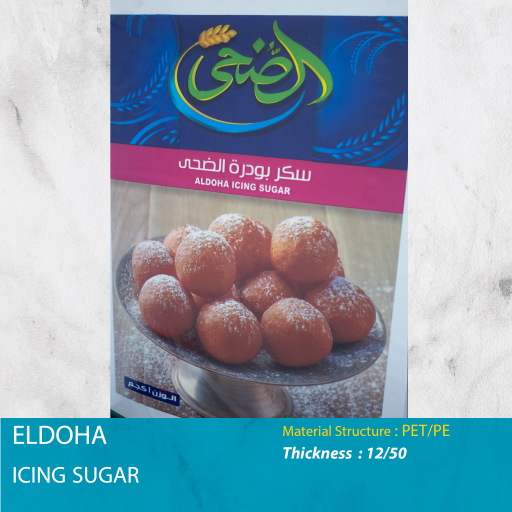 الضحى
سكر بودرة الضحى
ALDOHA ICING SUGAR
الوزن ١ كجم
ELDOHA
ICING SUGAR
Material Structure : PET/PE
Thickness : 12/50